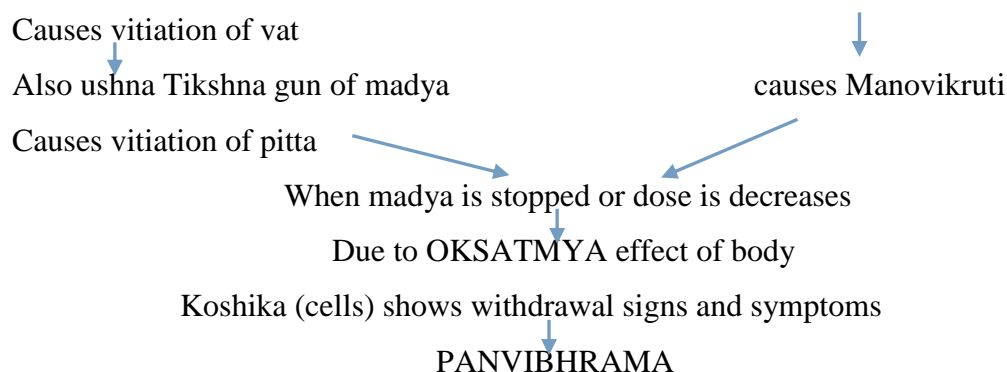 Causes vitiation of vat
Also ushna Tikshna gun of madya causes Manovikruti
Causes vitiation of pitta
When madya is stopped or dose is decreases
Due to OKSATMYA effect of body
Koshika (cells) shows withdrawal signs and symptoms
PANVIBHRAMA